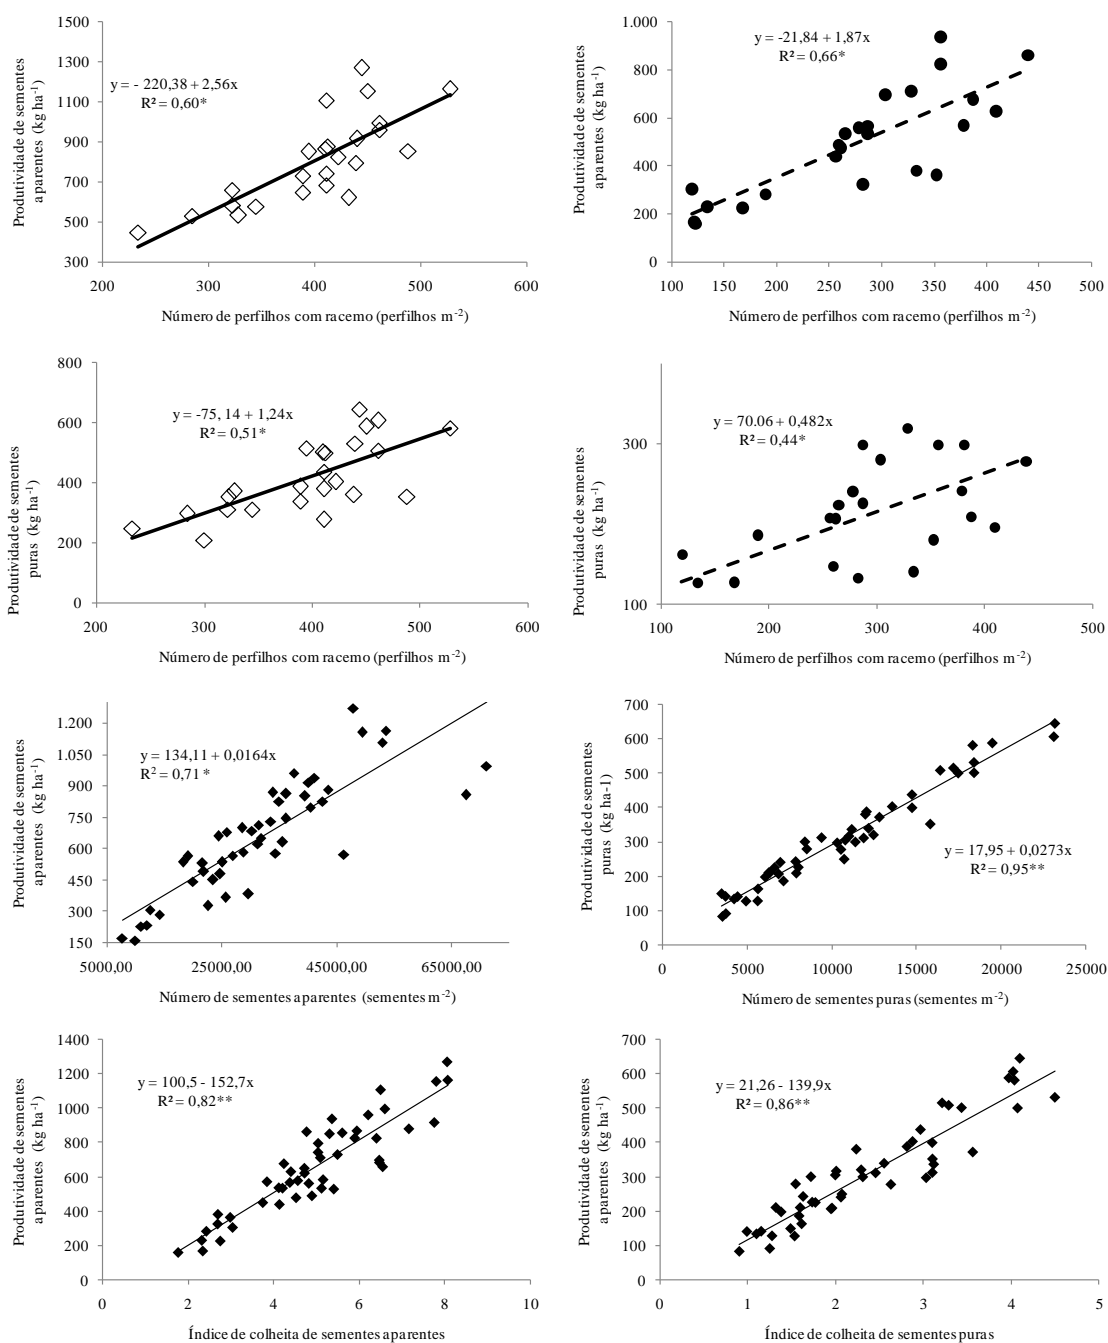 1500
1300
1100
900
700
500
300
200
300
400
500
600
y = - 220,38 + 2,56x
R² = 0,60*
Produtividade de sementes
aparentes (kg ha⁻¹)
Número de perfilhos com racemo (perfilhos m⁻²)
1.000
800
600
400
200
0
100
150
200
250
300
350
400
450
500
y = -21,84 + 1,87x
R² = 0,66*
Produtividade de sementes
aparentes (kg ha⁻¹)
Número de perfilhos com racemo (perfilhos m⁻²)
800
600
400
200
0
200
300
400
500
600
y = -75, 14 + 1,24x
R² = 0,51*
Produtividade de sementes
puras (kg ha⁻¹)
Número de perfilhos com racemo (perfilhos m⁻²)
300
100
100
200
300
400
500
y = 70.06 + 0,482x
R² = 0,44*
Produtividade de sementes
puras (kg ha⁻¹)
Número de perfilhos com racemo (perfilhos m⁻²)
1.200
1.050
900
750
600
450
300
150
5000,00
25000,00
45000,00
65000,00
y = 134,11 + 0,0164x
R² = 0,71 *
Produtividade de sementes
aparentes (kg ha⁻¹)
Número de sementes aparentes (sementes m⁻²)
700
600
500
400
300
200
100
0
0
5000
10000
15000
20000
25000
y = 17,95 + 0,0273x
R² = 0,95**
Produtividade de sementes
puras (kg ha-1)
Número de sementes puras (sementes m⁻²)
1400
1200
1000
800
600
400
200
0
0
2
4
6
8
10
y = 100,5 - 152,7x
R² = 0,82**
Produtividade de sementes
aparentes (kg ha⁻¹)
Índice de colheita de sementes aparentes
700
600
500
400
300
200
100
0
0
1
2
3
4
5
y = 21,26 - 139,9x
R² = 0,86**
Produtividade de sementes
aparentes (kg ha⁻¹)
Índice de colheita de sementes puras